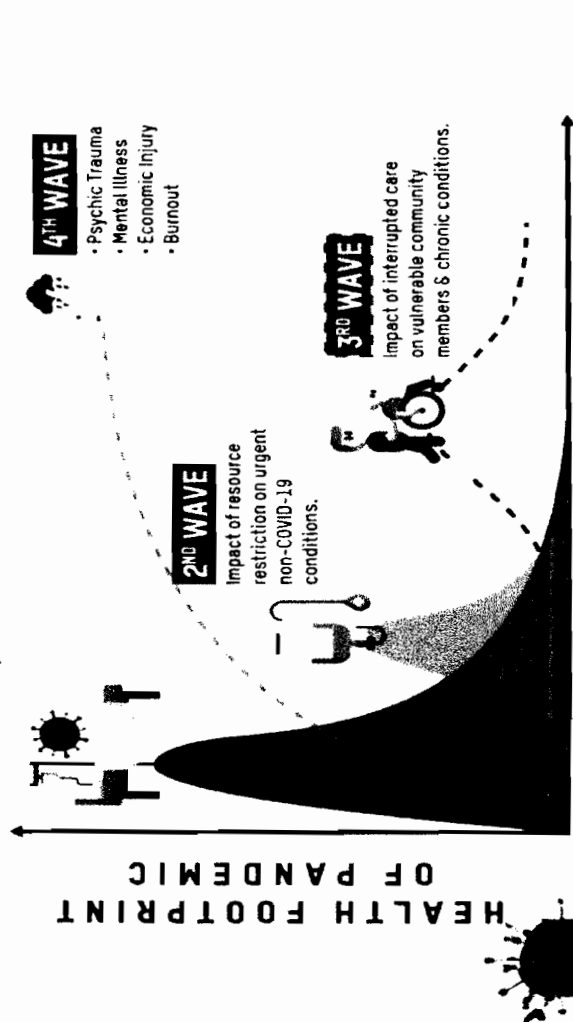 HEALTH FOOTPRINT
OF PANDEMIC
2ND WAVE
Impact of resource
restriction on urgent
non-COVID-19
conditions.
3RD WAVE
Impact of interrupted care
on vulnerable community
members & chronic conditions.
4TH WAVE
• Psychic Trauma
• Mental Illness
• Economic Injury
• Burnout